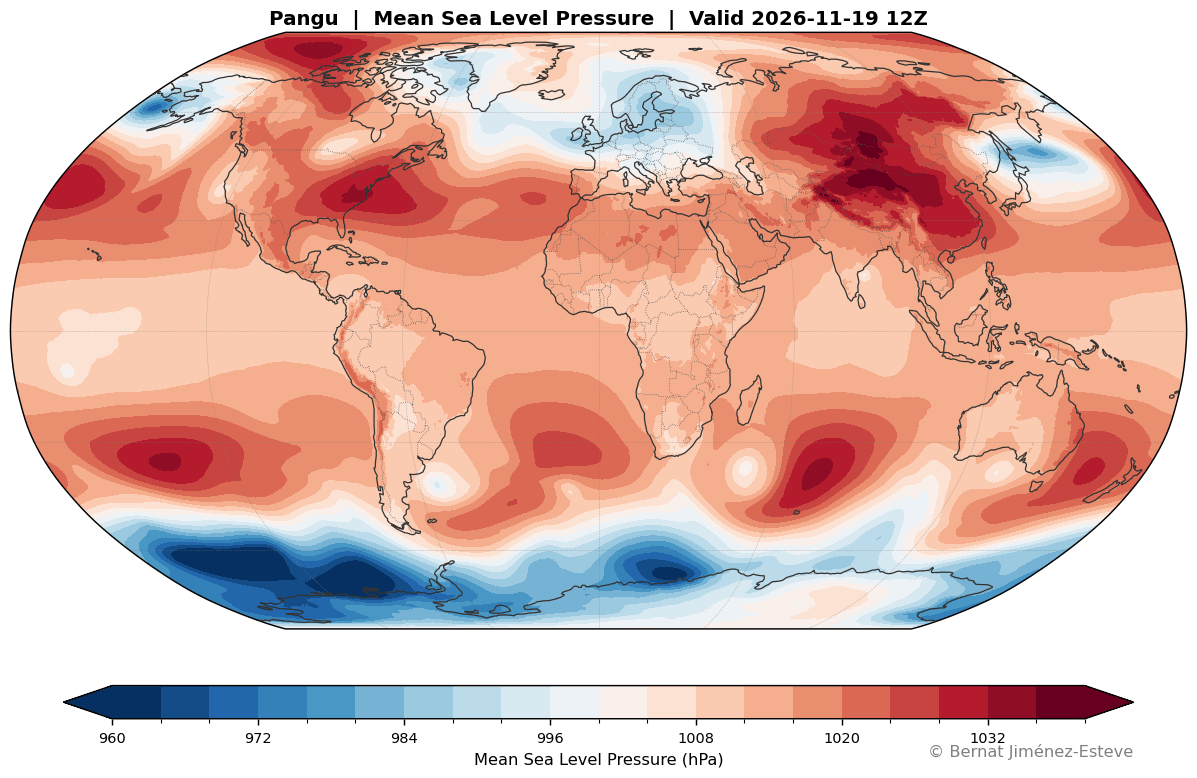 Pangu | Mean Sea Level Pressure | Valid 2026-11-19 12Z
960 972 984 996 1008 1020 1032
Mean Sea Level Pressure (hPa)
© Bernat Jiménez-Esteve